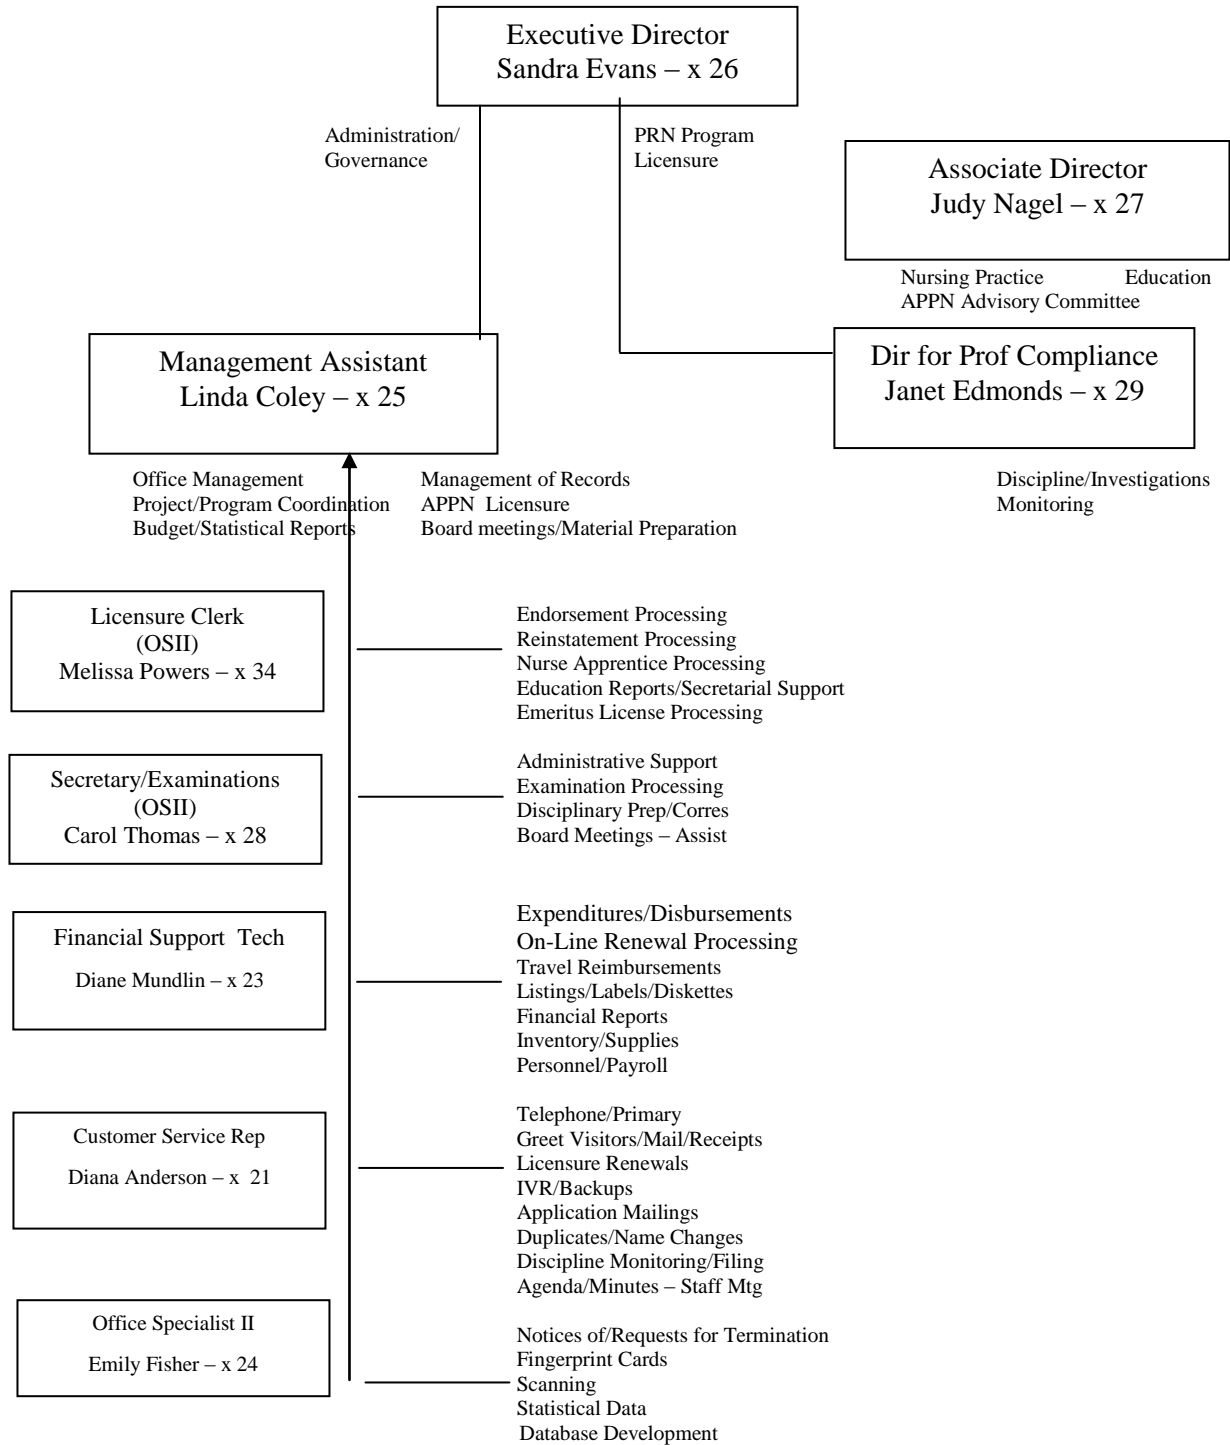 Executive Director
Sandra Evans – x 26
Administration/
Governance
PRN Program
Licensure
Associate Director
Judy Nagel – x 27
Nursing Practice Education
APPN Advisory Committee
Management Assistant
Linda Coley – x 25
Dir for Prof Compliance
Janet Edmonds – x 29
Office Management
Project/Program Coordination
Budget/Statistical Reports
Management of Records
APPN Licensure
Board meetings/Material Preparation
Discipline/Investigations
Monitoring
Licensure Clerk
(OSII)
Melissa Powers – x 34
Endorsement Processing
Reinstatement Processing
Nurse Apprentice Processing
Education Reports/Secretarial Support
Emeritus License Processing
Secretary/Examinations
(OSII)
Carol Thomas – x 28
Administrative Support
Examination Processing
Disciplinary Prep/Corres
Board Meetings – Assist
Financial Support Tech
Diane Mundlin – x 23
Expenditures/Disbursements
On-Line Renewal Processing
Travel Reimbursements
Listings/Labels/Diskettes
Financial Reports
Inventory/Supplies
Personnel/Payroll
Customer Service Rep
Diana Anderson – x 21
Telephone/Primary
Greet Visitors/Mail/Receipts
Licensure Renewals
IVR/Backups
Application Mailings
Duplicates/Name Changes
Discipline Monitoring/Filing
Agenda/Minutes – Staff Mtg
Office Specialist II
Emily Fisher – x 24
Notices of/Requests for Termination
Fingerprint Cards
Scanning
Statistical Data
Database Development